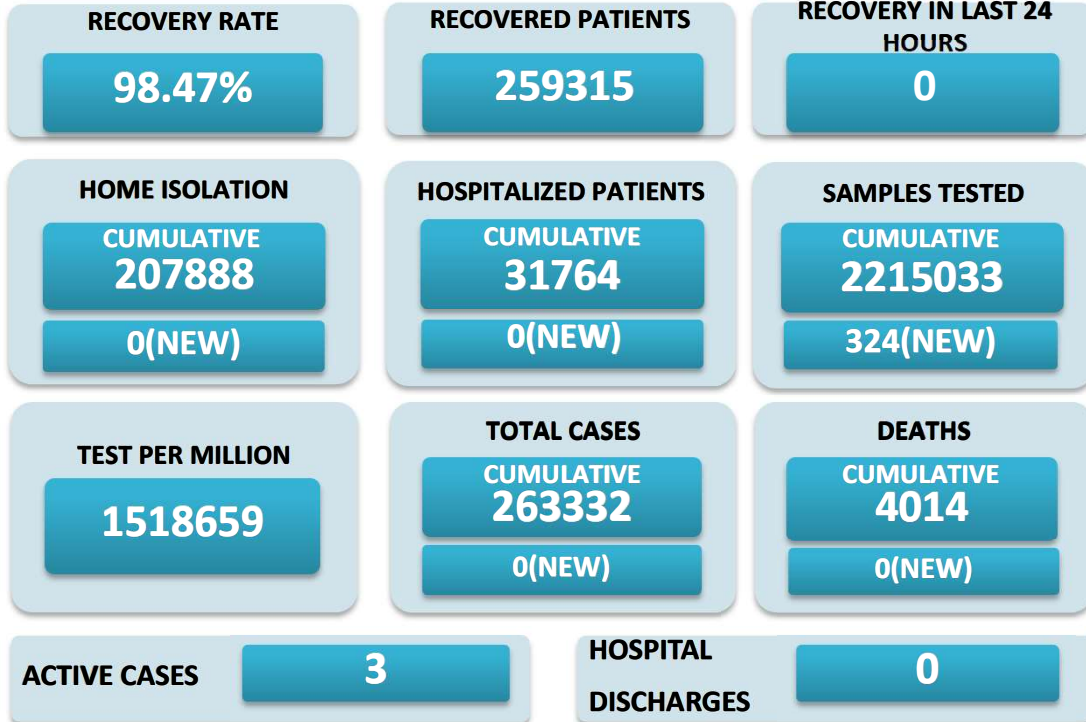 RECOVERY RATE
98.47%
RECOVERED PATIENTS
259315
RECOVERY IN LAST 24
HOURS
0
HOME ISOLATION
CUMULATIVE
207888
0(NEW)
HOSPITALIZED PATIENTS
CUMULATIVE
31764
0(NEW)
SAMPLES TESTED
CUMULATIVE
2215033
324(NEW)
TEST PER MILLION
1518659
TOTAL CASES
CUMULATIVE
263332
0(NEW)
DEATHS
CUMULATIVE
4014
0(NEW)
ACTIVE CASES
3
HOSPITAL
DISCHARGES
0